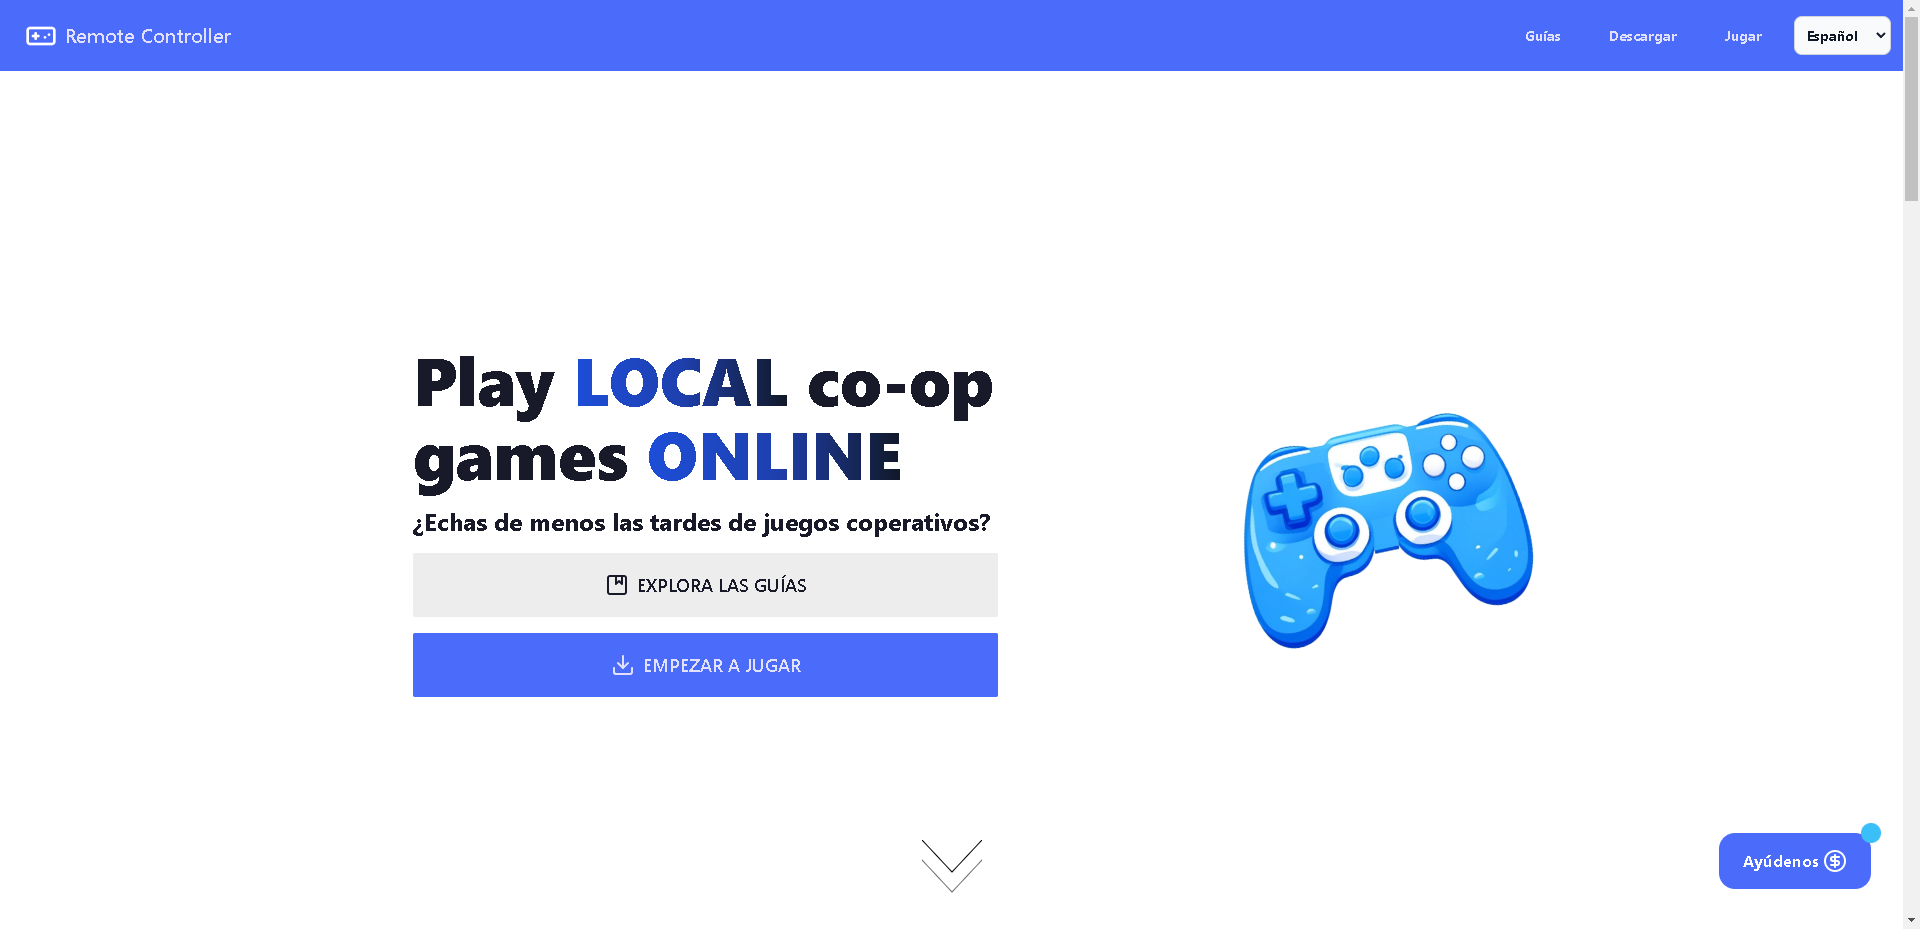 Remote Controller
Guías
Descargar
Jugar
Español
Play LOCAL co-op
games ONLINE
¿Echas de menos las tardes de juegos coperativos?
EXPLORA LAS GUÍAS
EMPEZAR A JUGAR
Ayúdenos